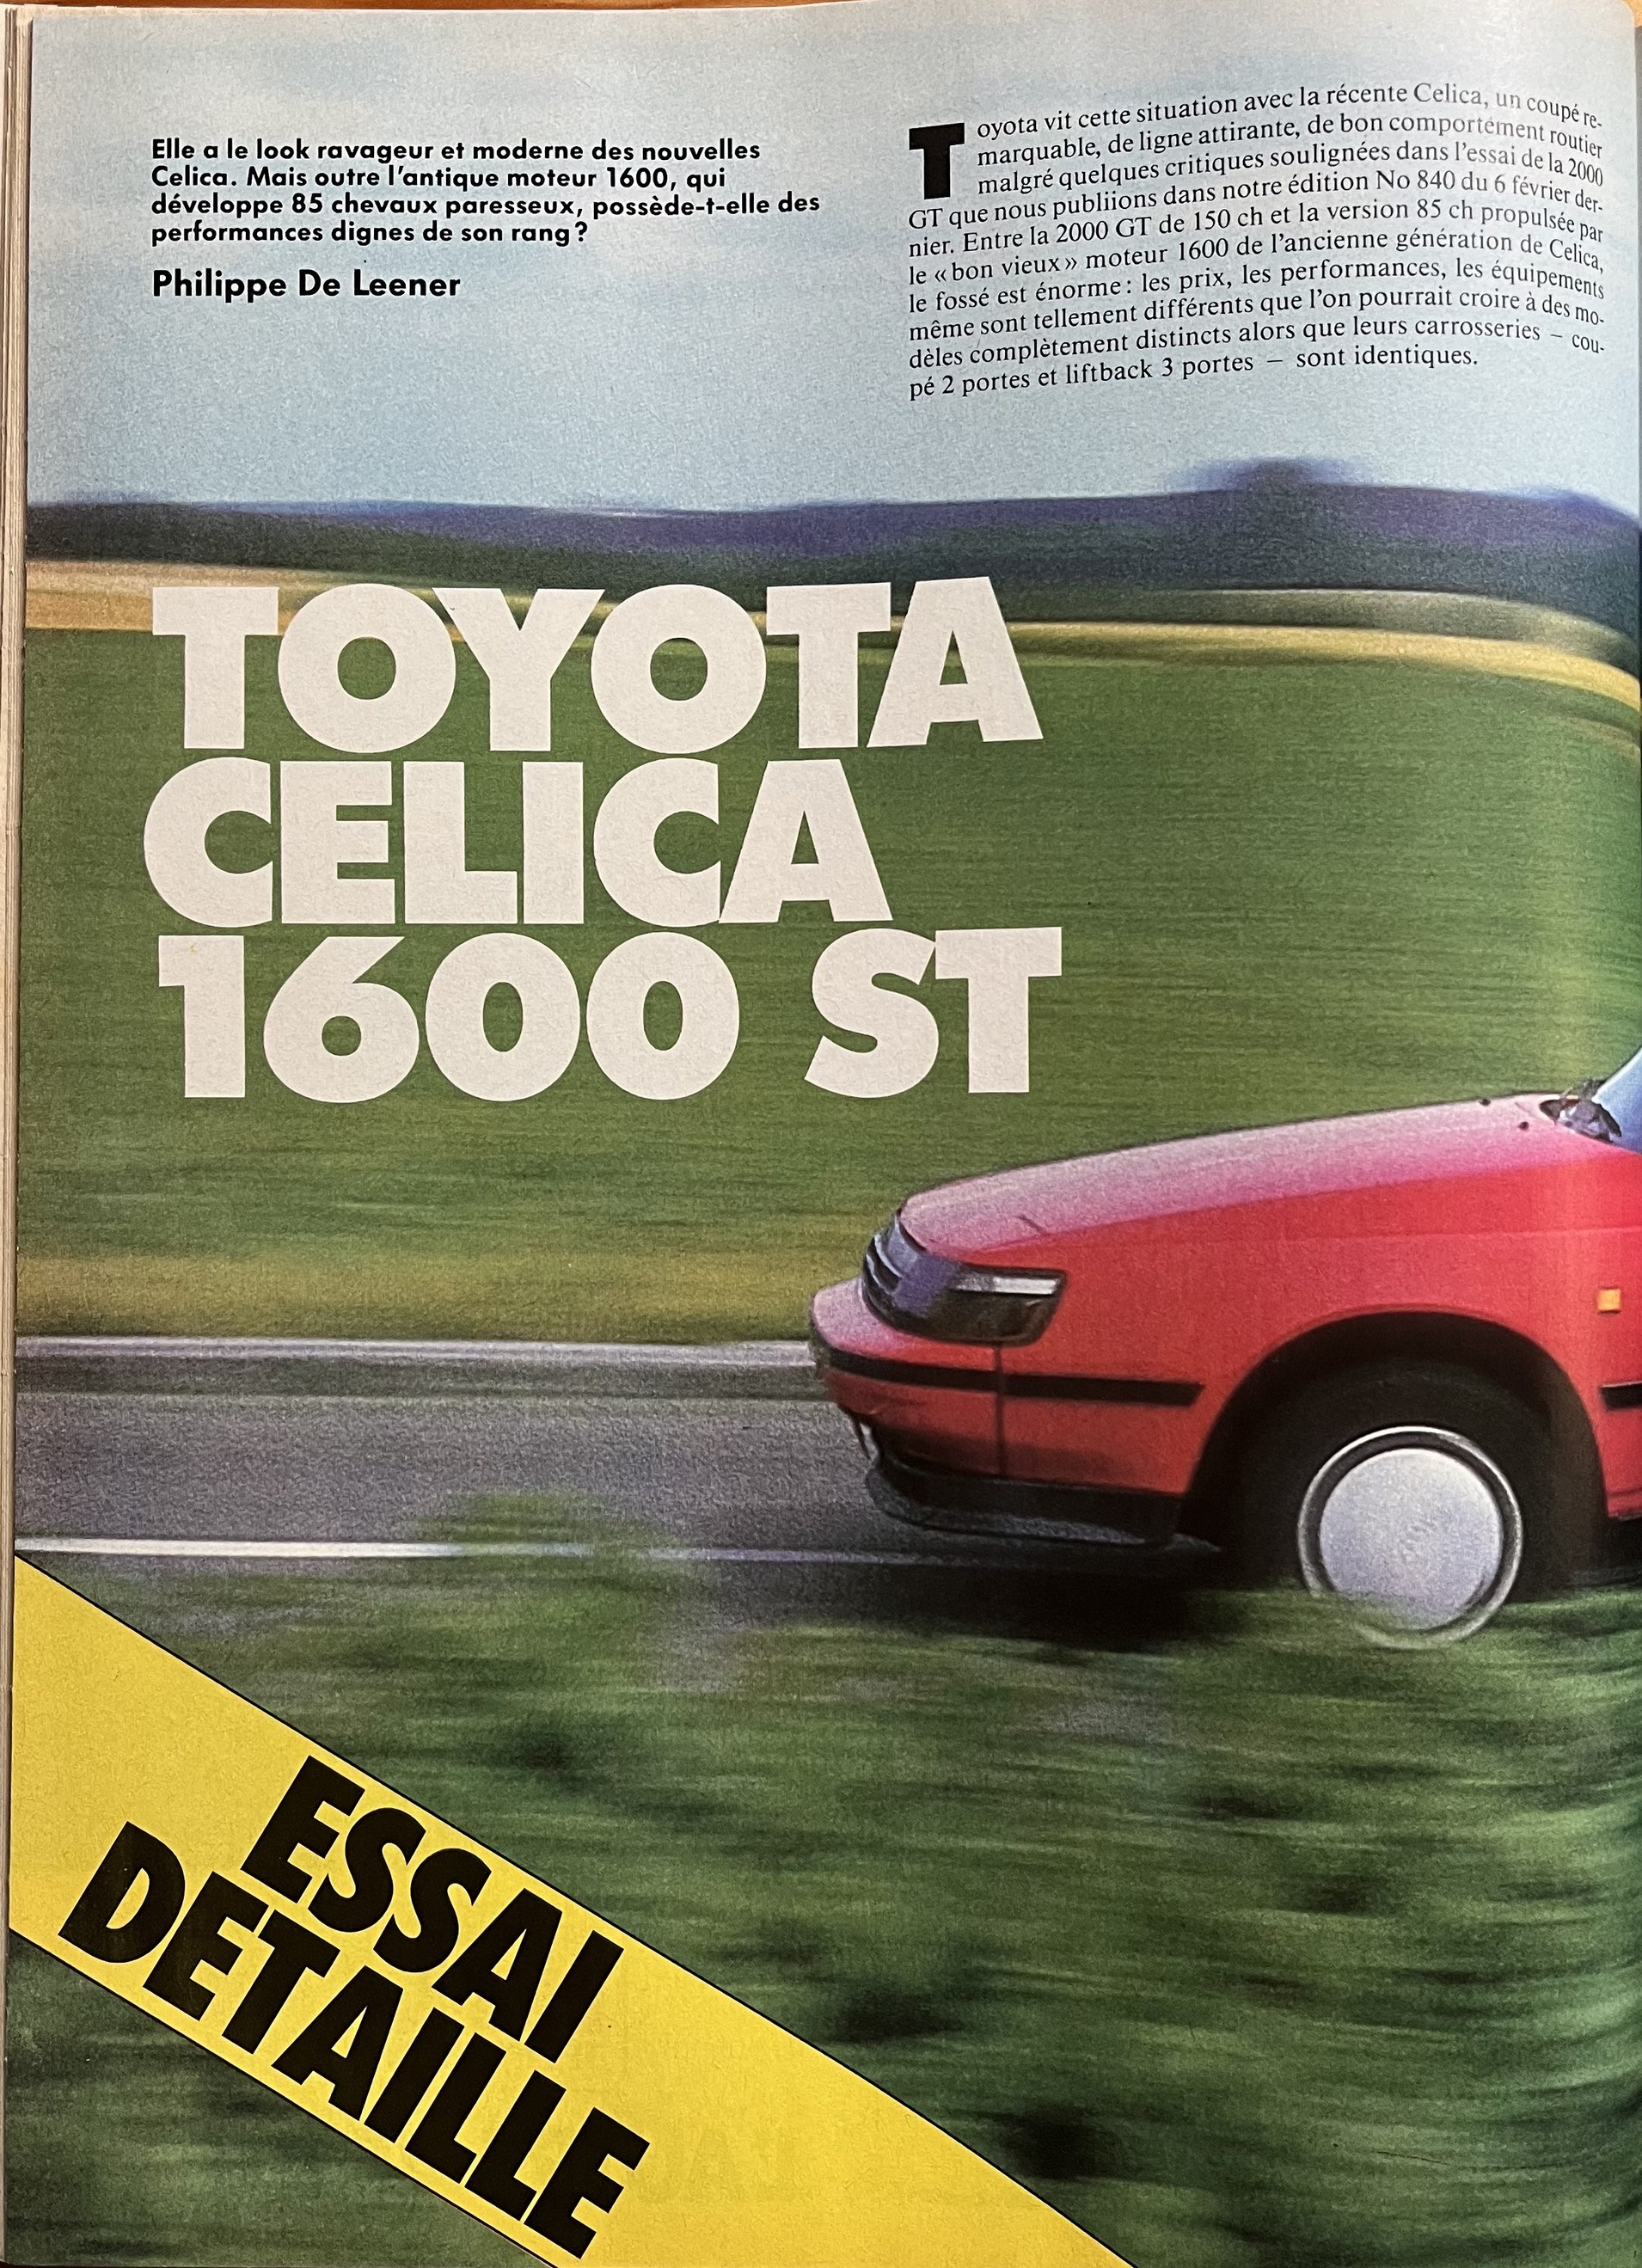 Elle a le look ravageur et moderne des nouvelles
Celica. Mais outre l'antique moteur 1600, qui
développe 85 chevaux paresseux, possède-t-elle des
performances dignes de son rang?
Philippe De Leener
Toyota vit cette situation avec la récente Celica, un coupé re-
marquable, de ligne attirante, de bon comportement routier
malgré quelques critiques soulignées dans l'essai de la 2000
GT que nous publiions dans notre édition No 840 du 6 février der-
nier. Entre la 2000 GT de 150 ch et la version 85 ch propulsée par
le «bon vieux» moteur 1600 de l'ancienne génération de Celica,
le fossé est énorme: les prix, les performances, les équipements
même sont tellement différents que l'on pourrait croire à des mo-
dèles complètement distincts alors que leurs carrosseries – cou-
pé 2 portes et liftback 3 portes – sont identiques.
TOYOTA
CELICA
1600 ST
ESSAI
DETAILLE